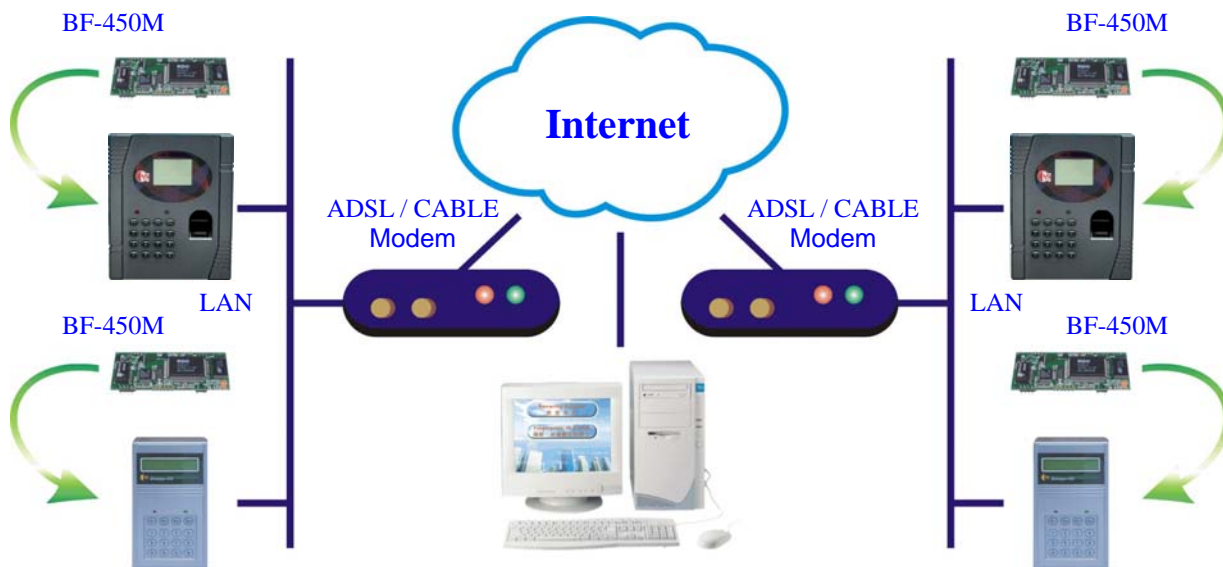 BF-450M
BF-450M
Internet
ADSL / CABLE
Modem
ADSL / CABLE
Modem
LAN
LAN
BF-450M
BF-450M